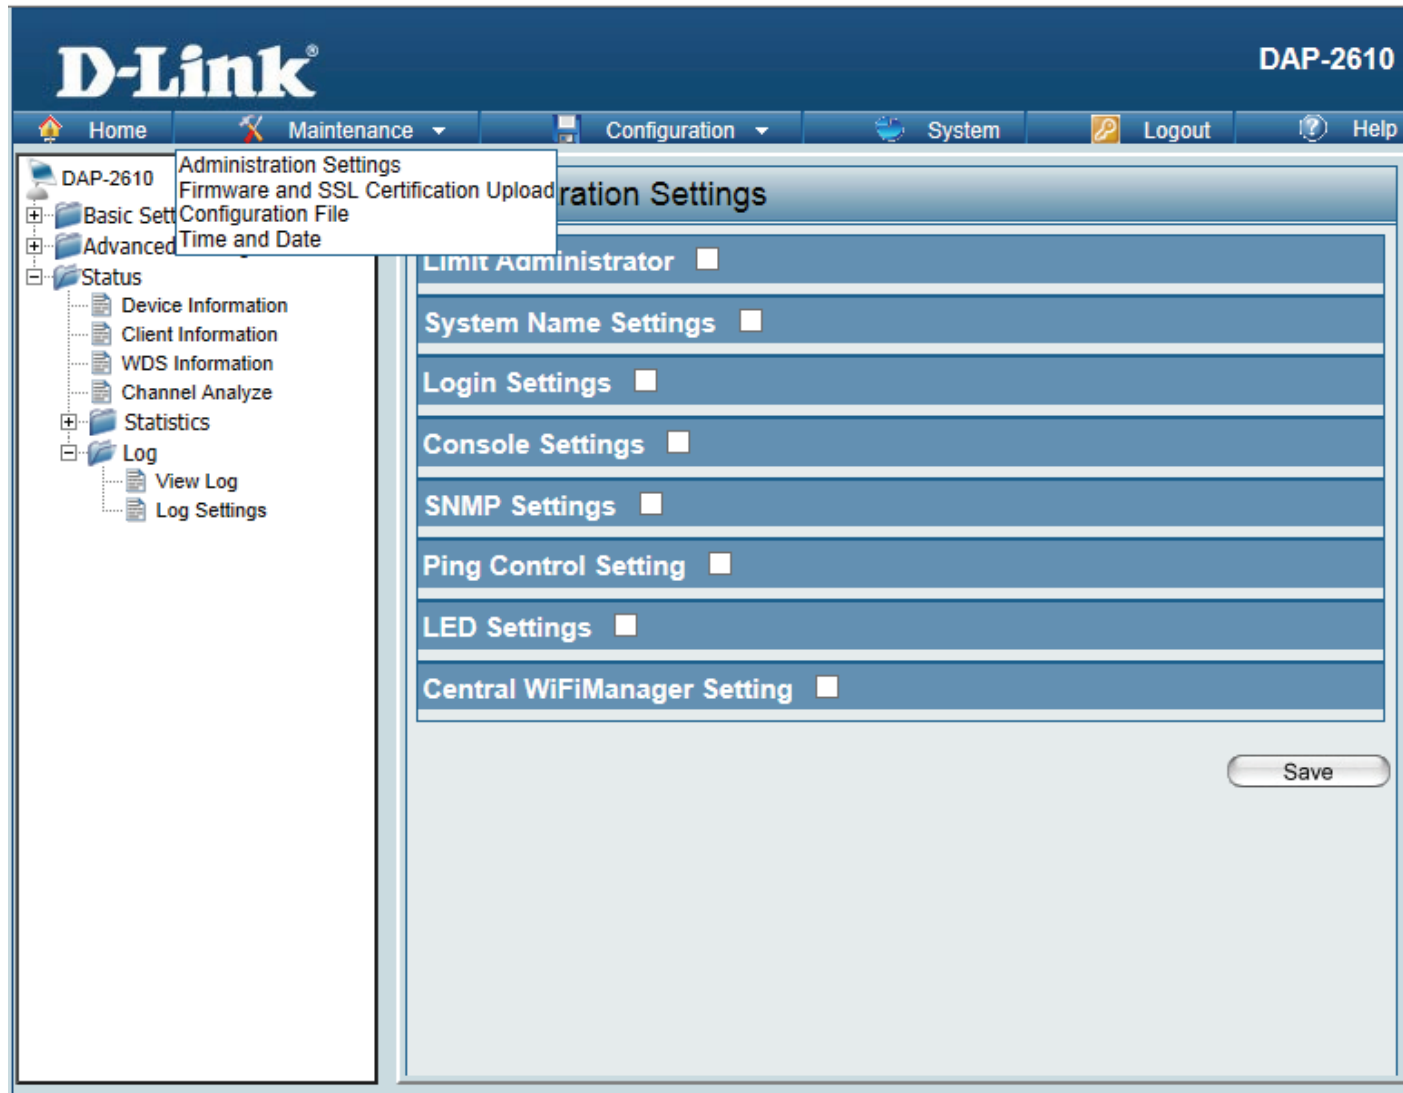 D-Link®
DAP-2610
Home Maintenance Configuration System Logout Help
Administration Settings
Firmware and SSL Certification Upload
Configuration File
Time and Date
DAP-2610
Basic Sett
Advanced
Status
Device Information
Client Information
WDS Information
Channel Analyze
Statistics
Log
View Log
Log Settings
ration Settings
Limit Administrator
System Name Settings
Login Settings
Console Settings
SNMP Settings
Ping Control Setting
LED Settings
Central WiFiManager Setting
Save